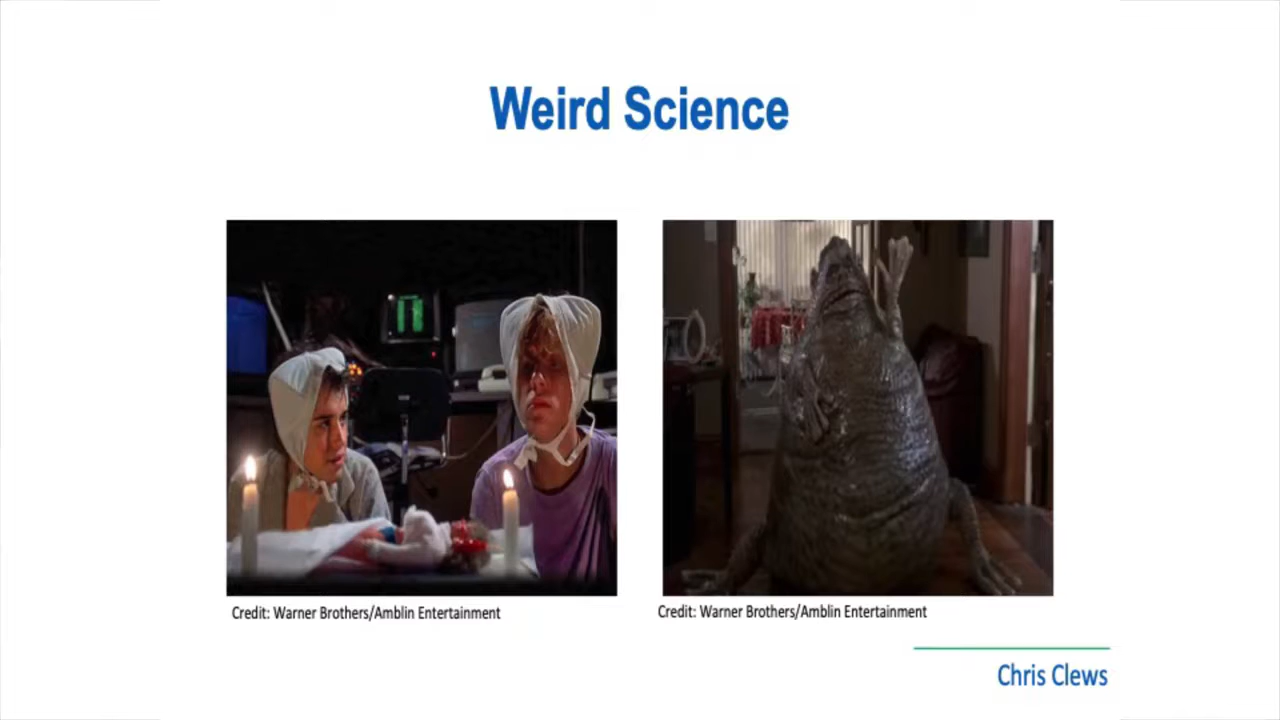 Weird Science
Credit: Warner Brothers/Amblin Entertainment
Credit: Warner Brothers/Amblin Entertainment
Chris Clews